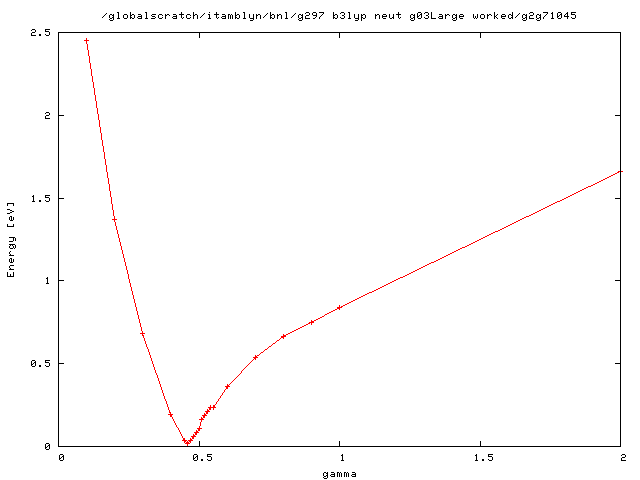 /globalscratch/itamblyn/bnl/g297 b3lyp neut g03Large worked/g2g71045
2.5
2
1.5
1
0.5
0
Energy [eV]
0 0.5 1 1.5 2
gamma